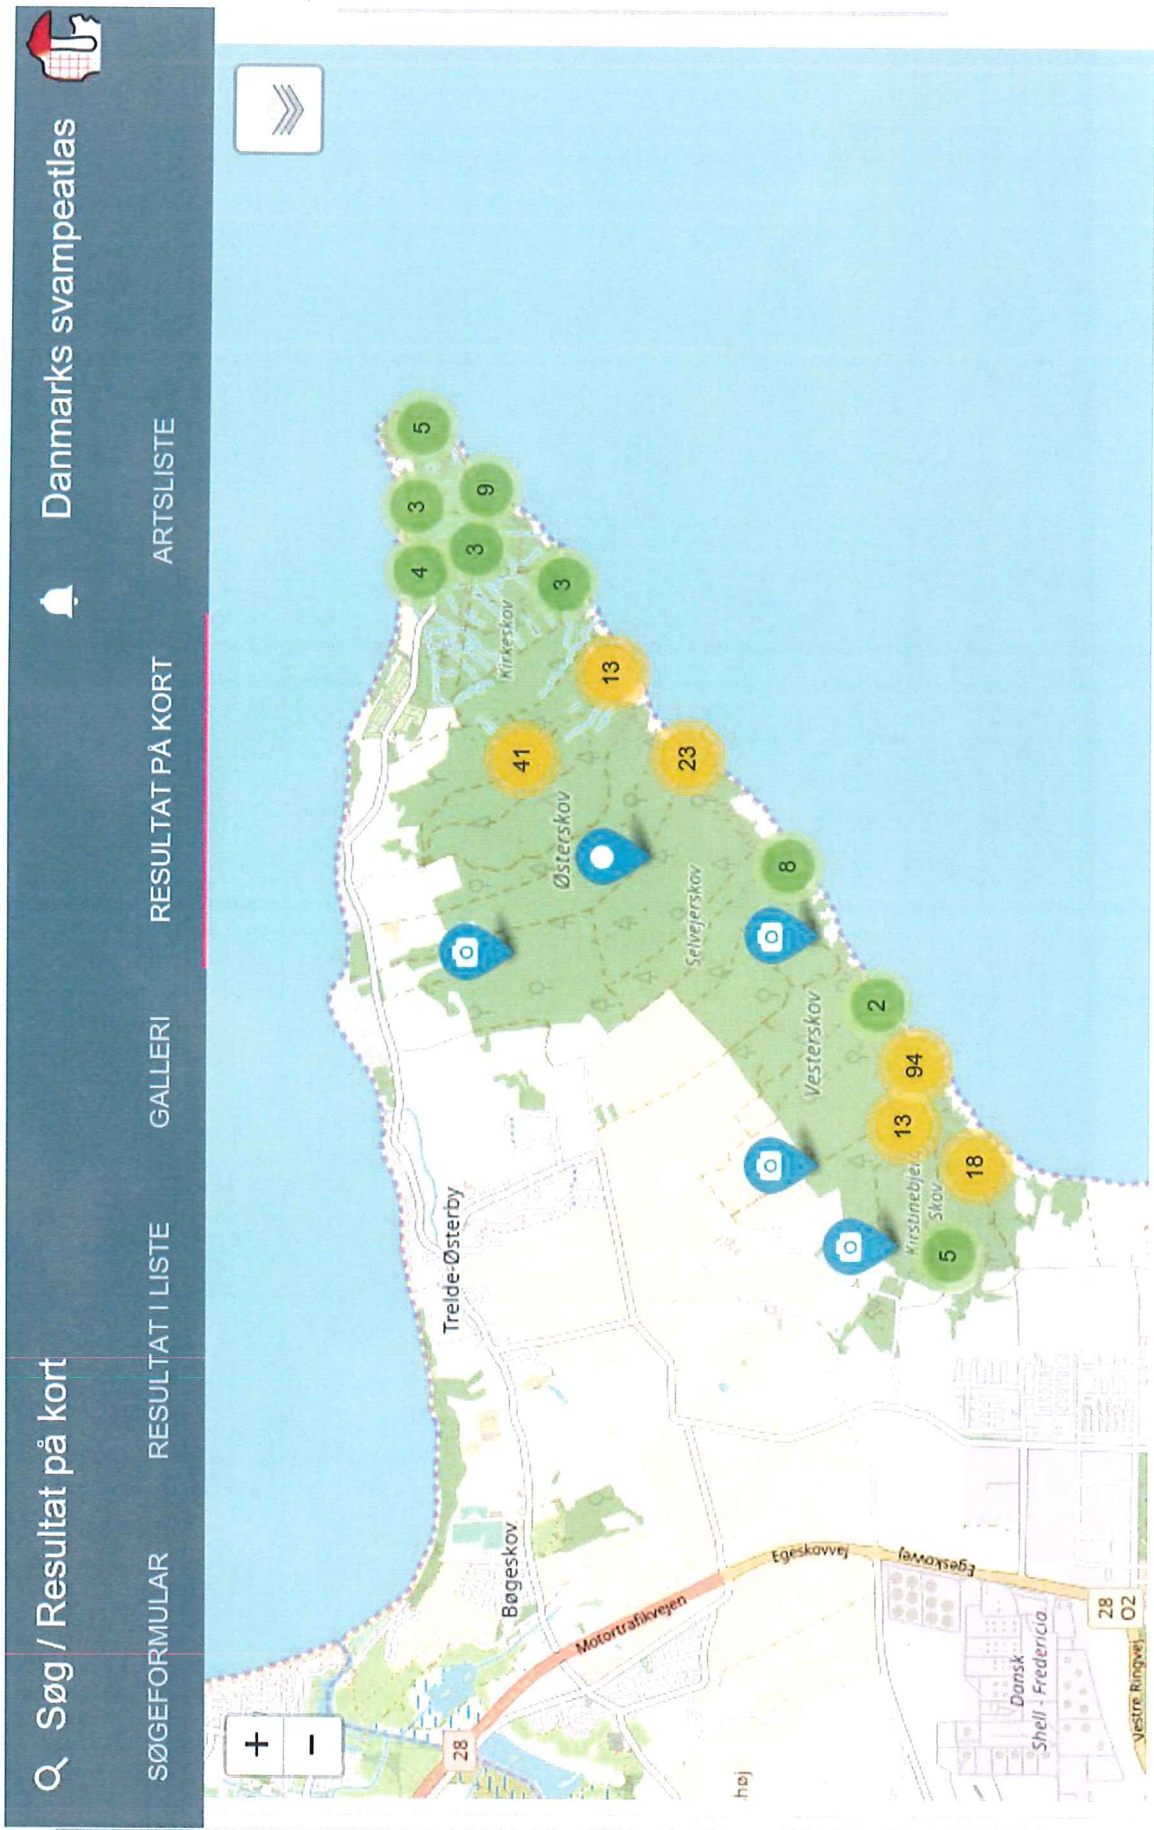 Søg / Resultat på kort
Danmarks svampeatlas
SØGEFORMULAR
RESULTAT I LISTE
GALLERI
RESULTAT PÅ KORT
ARTSLISTE
+
−
28
Motortrafikvejen
Bøgeskov
Trelde-Østerby
Egeskovvej
Egeskovvej
28
O2
Vestre Ringvej
Dansk
Shell - Fredericia
høj
Kirkeskov
Østerskov
Selvejerskov
Vesterskov
Kirstinebjerg
Skov
5
3
4
9
3
3
13
41
23
8
2
94
13
18
5